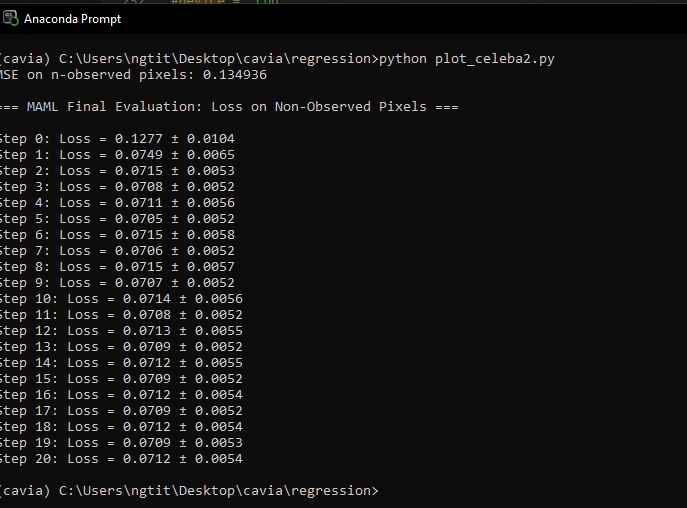 Anaconda Prompt
(cavia) C:\Users\ngtit\Desktop\cavia\regression>python plot_celeba2.py
MSE on n-observed pixels: 0.134936
=== MAML Final Evaluation: Loss on Non-Observed Pixels ===
Step 0: Loss = 0.1277 ± 0.0104
Step 1: Loss = 0.0749 ± 0.0065
Step 2: Loss = 0.0715 ± 0.0053
Step 3: Loss = 0.0708 ± 0.0052
Step 4: Loss = 0.0711 ± 0.0056
Step 5: Loss = 0.0705 ± 0.0052
Step 6: Loss = 0.0715 ± 0.0058
Step 7: Loss = 0.0706 ± 0.0052
Step 8: Loss = 0.0715 ± 0.0057
Step 9: Loss = 0.0707 ± 0.0052
Step 10: Loss = 0.0714 ± 0.0056
Step 11: Loss = 0.0708 ± 0.0052
Step 12: Loss = 0.0713 ± 0.0055
Step 13: Loss = 0.0709 ± 0.0052
Step 14: Loss = 0.0712 ± 0.0055
Step 15: Loss = 0.0709 ± 0.0052
Step 16: Loss = 0.0712 ± 0.0054
Step 17: Loss = 0.0709 ± 0.0052
Step 18: Loss = 0.0712 ± 0.0054
Step 19: Loss = 0.0709 ± 0.0053
Step 20: Loss = 0.0712 ± 0.0054
(cavia) C:\Users\ngtit\Desktop\cavia\regression>